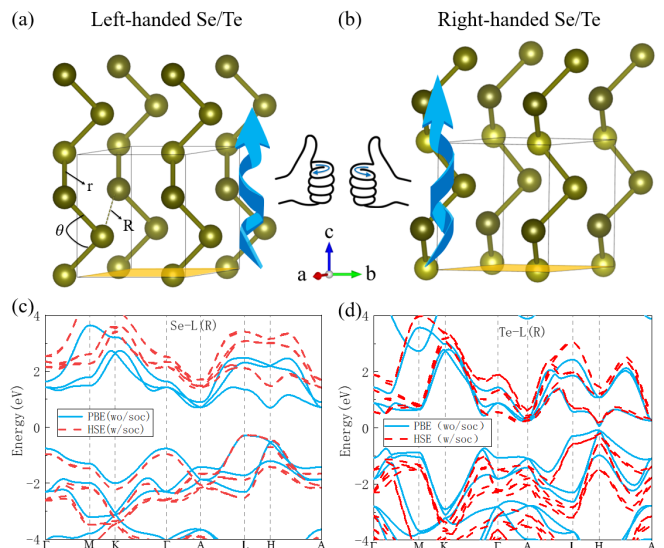 (a) Left-handed Se/Te
(b) Right-handed Se/Te
r
R
θ
c
a b
(c)
Se-L(R)
Energy(eV)
4
2
0
−2
−4
PBE(wo/soc)
HSE(w/soc)
Γ M K Γ A L H A
(d)
Te-L(R)
Energy(eV)
4
2
0
−2
−4
PBE(wo/soc)
HSE(w/soc)
Γ M K Γ A L H A